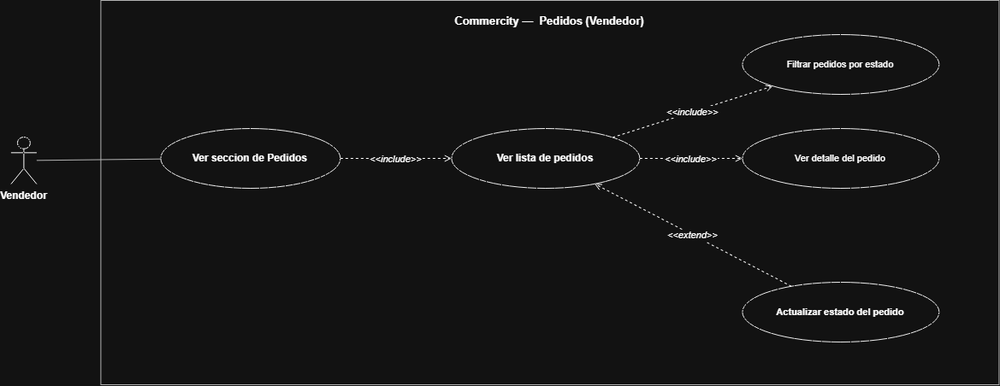 Commercity — Pedidos (Vendedor)
Filtrar pedidos por estado
<<include>>
Ver seccion de Pedidos
<<include>>
Ver lista de pedidos
<<include>>
Ver detalle del pedido
Vendedor
<<extend>>
Actualizar estado del pedido